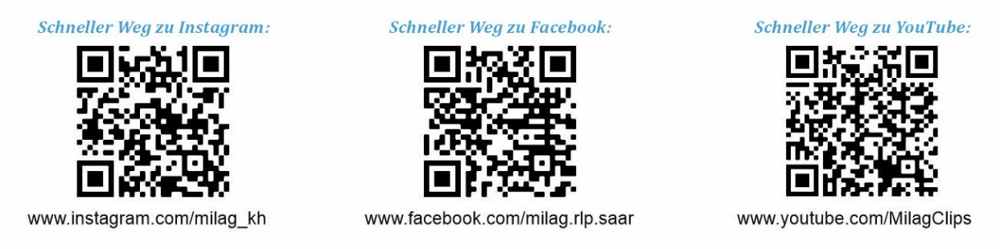 Schneller Weg zu Instagram:
www.instagram.com/milag_kh
Schneller Weg zu Facebook:
www.facebook.com/milag.rlp.saar
Schneller Weg zu YouTube:
www.youtube.com/MilagClips